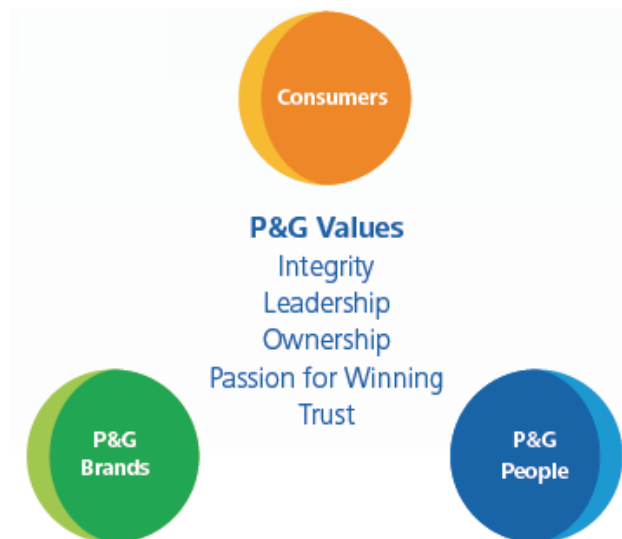 Consumers
P&G Values
Integrity
Leadership
Ownership
Passion for Winning
Trust
P&G
Brands
P&G
People